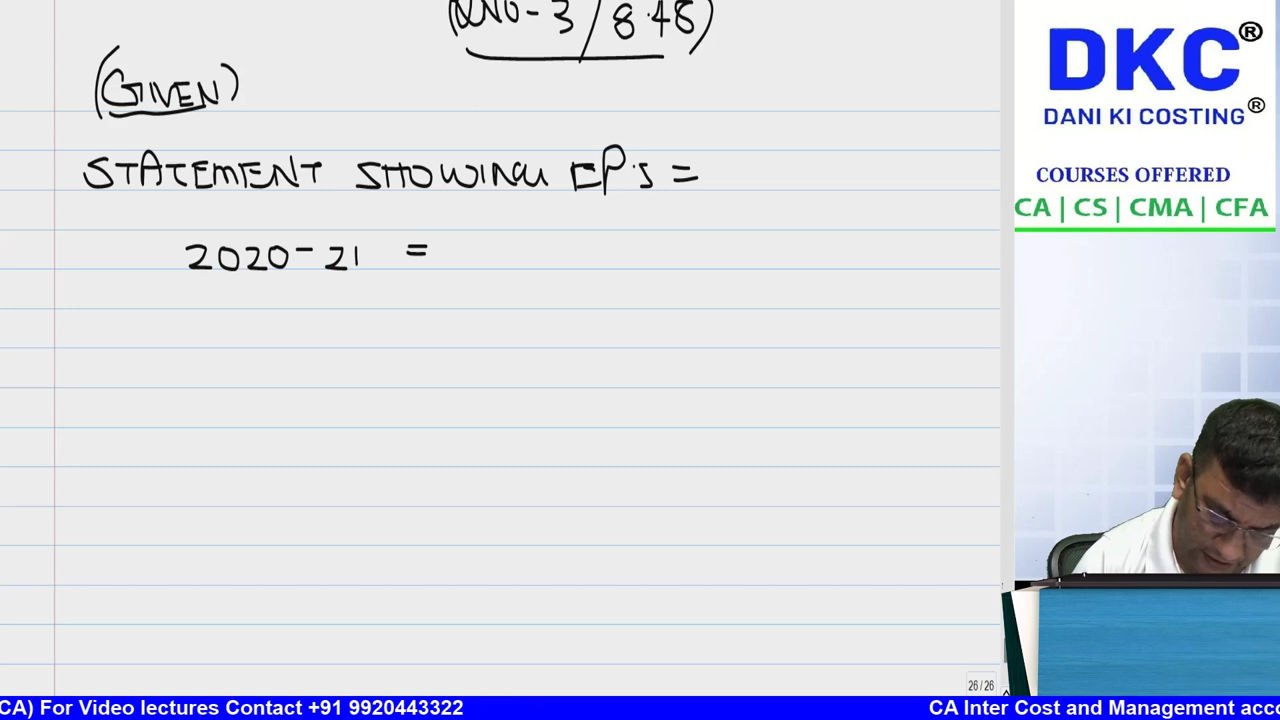 (QNO-3/8.48)
(GIVEN)
STATEMENT SHOWING EPS =
2020-21 =
26/26
DKC®
DANI KI COSTING®
COURSES OFFERED
CA | CS | CMA | CFA
CA) For Video lectures Contact +91 9920443322
CA Inter Cost and Management acco